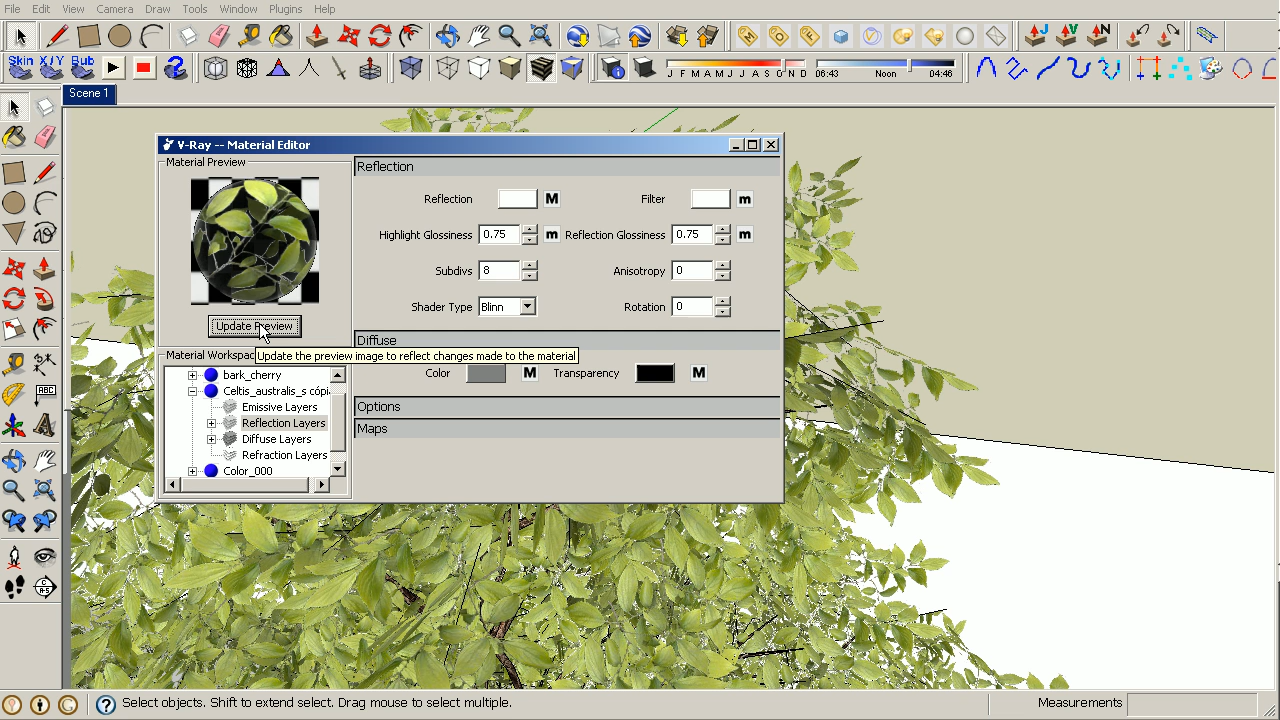 File Edit View Camera Draw Tools Window Plugins Help
Skin X/Y Bub
J F M A M J J A S O N D 06:43 Noon 04:46
Scene 1
V-Ray -- Material Editor
Material Preview
Reflection
Reflection M Filter m
Highlight Glossiness 0.75 m Reflection Glossiness 0.75 m
Subdivs 8 Anisotropy 0
Shader Type Blinn Rotation 0
Update Preview
Diffuse
Material Workspac
Update the preview image to reflect changes made to the material
Color M Transparency M
bark_cherry
Celtis_australis_s cópi
Emissive Layers
Reflection Layers
Diffuse Layers
Refraction Layers
Color_000
Options
Maps
ABC
Select objects. Shift to extend select. Drag mouse to select multiple.
Measurements